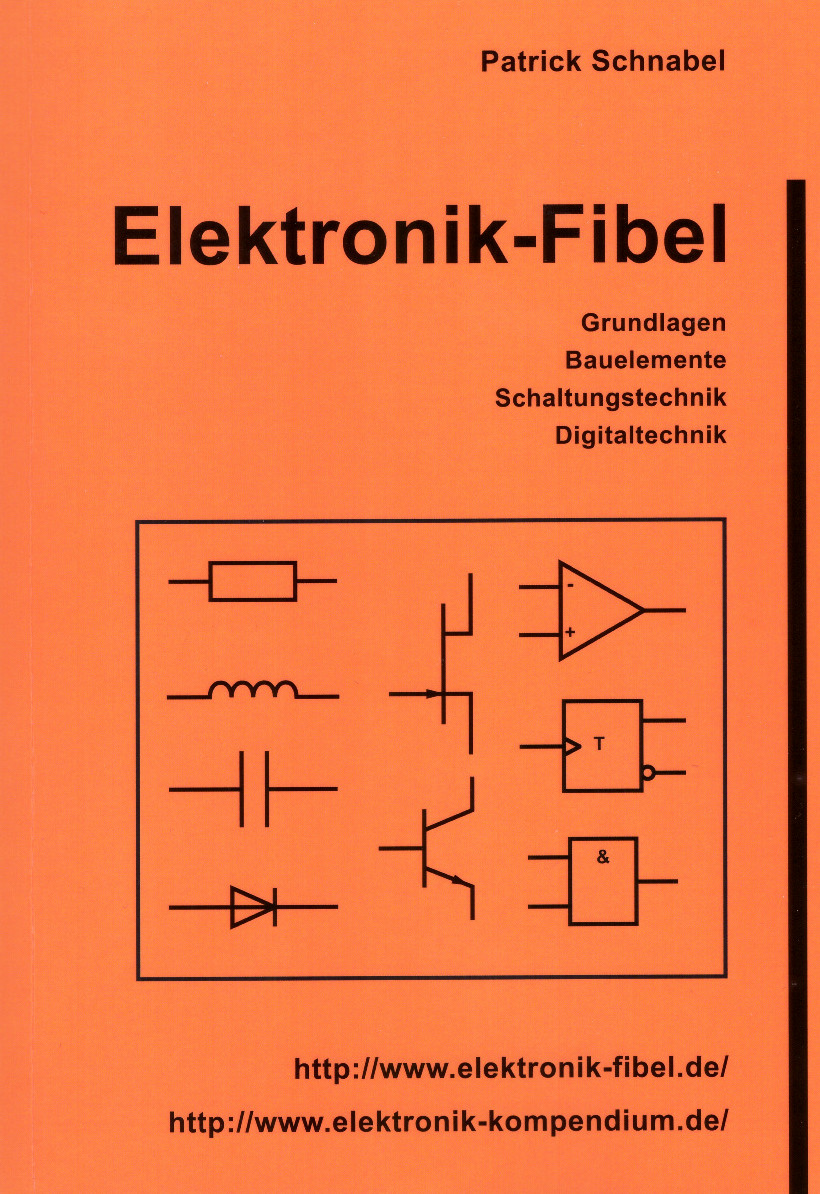 Patrick Schnabel
Elektronik-Fibel
Grundlagen
Bauelemente
Schaltungstechnik
Digitaltechnik
-
+
T
&
http://www.elektronik-fibel.de/
http://www.elektronik-kompendium.de/